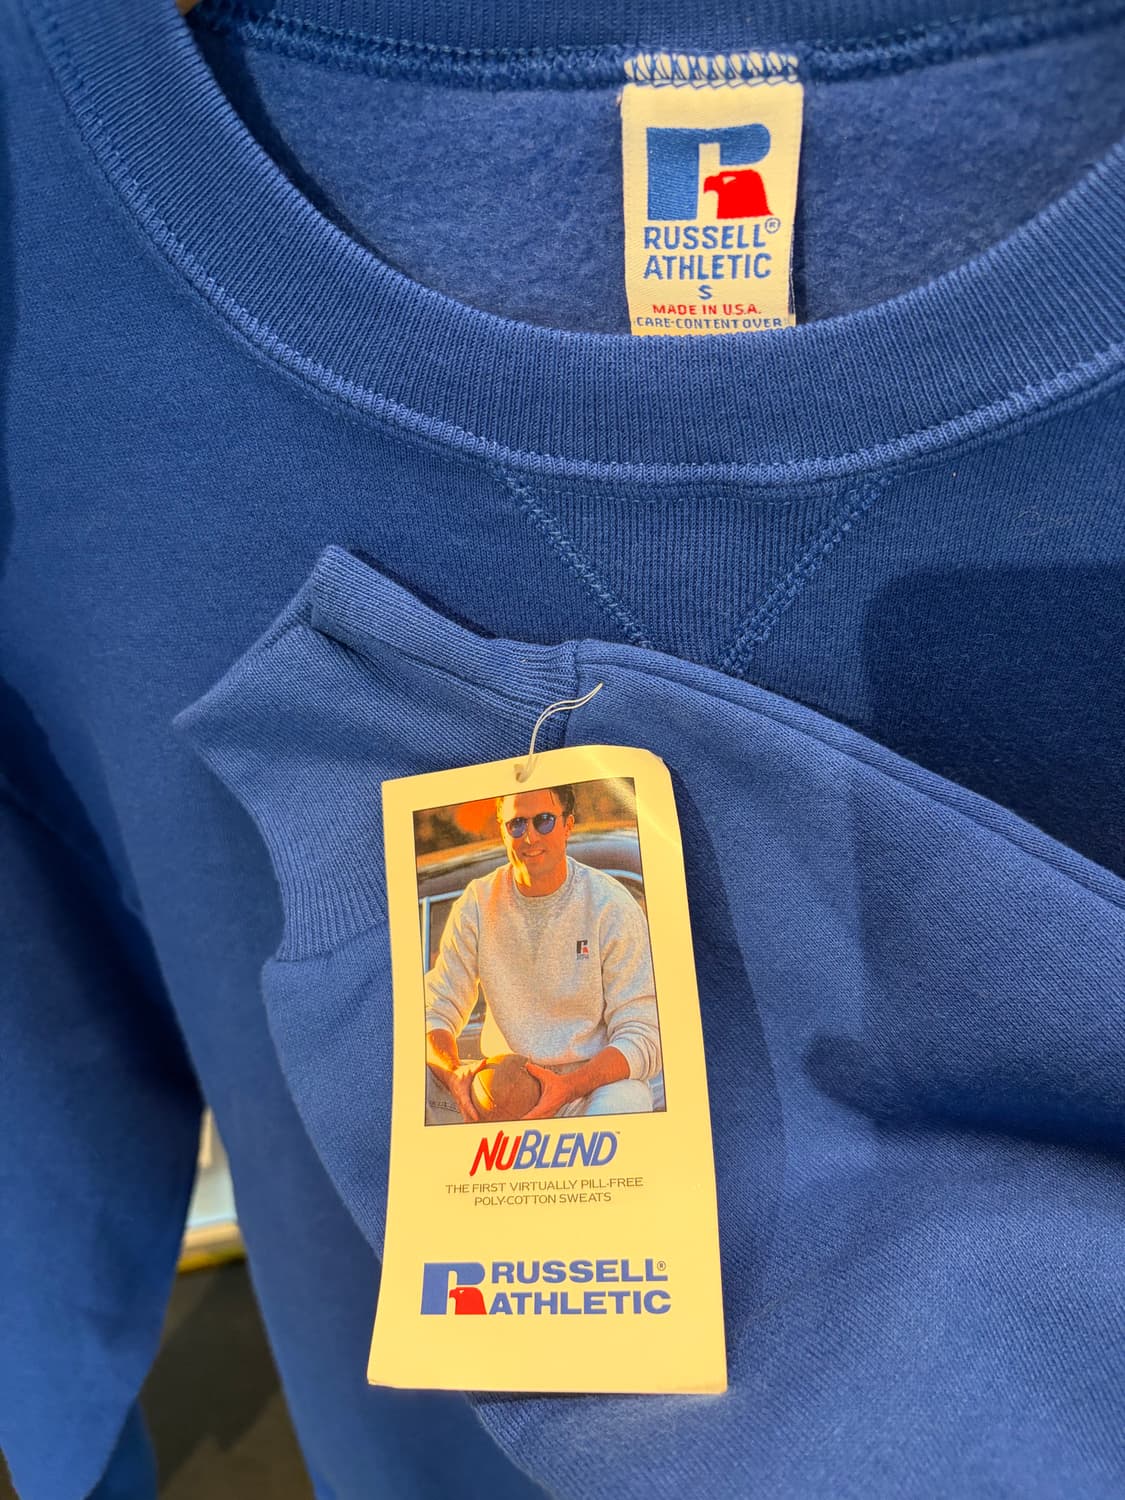 RUSSELL®
ATHLETIC
S
MADE IN U.S.A.
CARE-CONTENT OVER
NUBLEND™
THE FIRST VIRTUALLY PILL-FREE
POLY-COTTON SWEATS
RUSSELL®
ATHLETIC